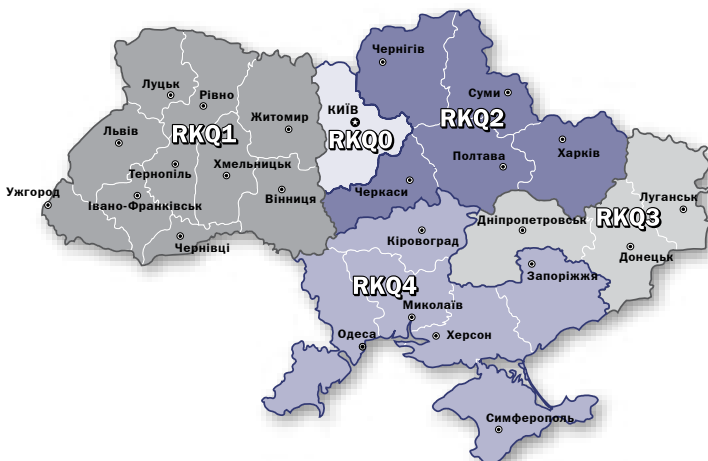 Чернігів
Луцьк
Рівно
Суми
КИЇВ
Житомир
RKQ2
Львів
RKQ1
RKQ0
Полтава
Харків
Тернопіль
Хмельницьк
Ужгород
Черкаси
Луганськ
Івано-Франківськ
Вінниця
Дніпропетровськ
RKQ3
Чернівці
Кіровоград
Донецьк
Запоріжжя
RKQ4
Миколаїв
Одеса
Херсон
Симферополь